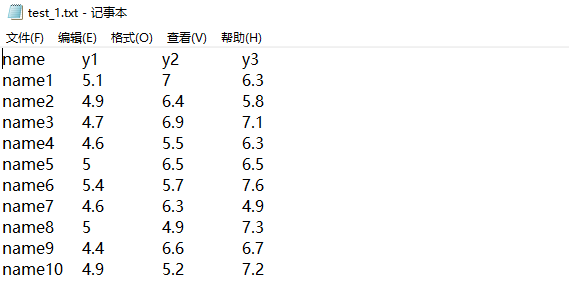 test_1.txt - 记事本
文件(F) 编辑(E) 格式(O) 查看(V) 帮助(H)
name y1 y2 y3
name1 5.1 7 6.3
name2 4.9 6.4 5.8
name3 4.7 6.9 7.1
name4 4.6 5.5 6.3
name5 5 6.5 6.5
name6 5.4 5.7 7.6
name7 4.6 6.3 4.9
name8 5 4.9 7.3
name9 4.4 6.6 6.7
name10 4.9 5.2 7.2